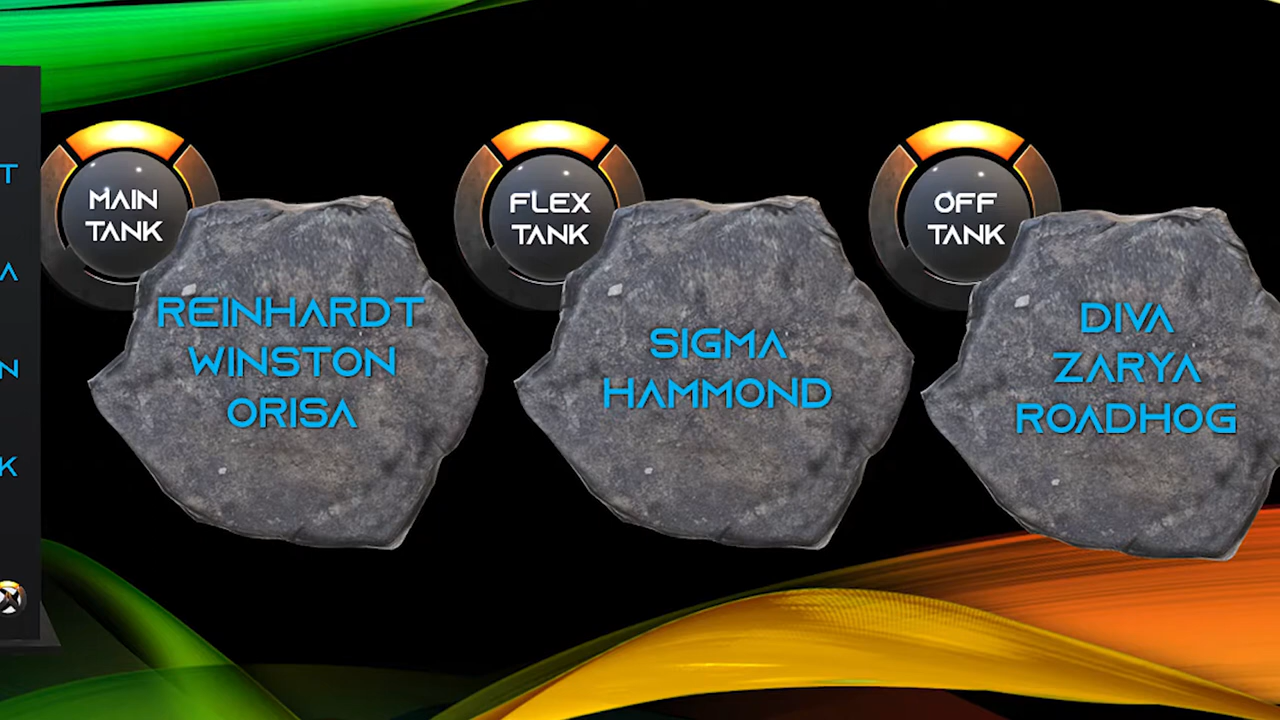 MAIN
TANK
REINHARDT
WINSTON
ORISA
FLEX
TANK
SIGMA
HAMMOND
OFF
TANK
DIVA
ZARYA
ROADHOG
T
A
N
K